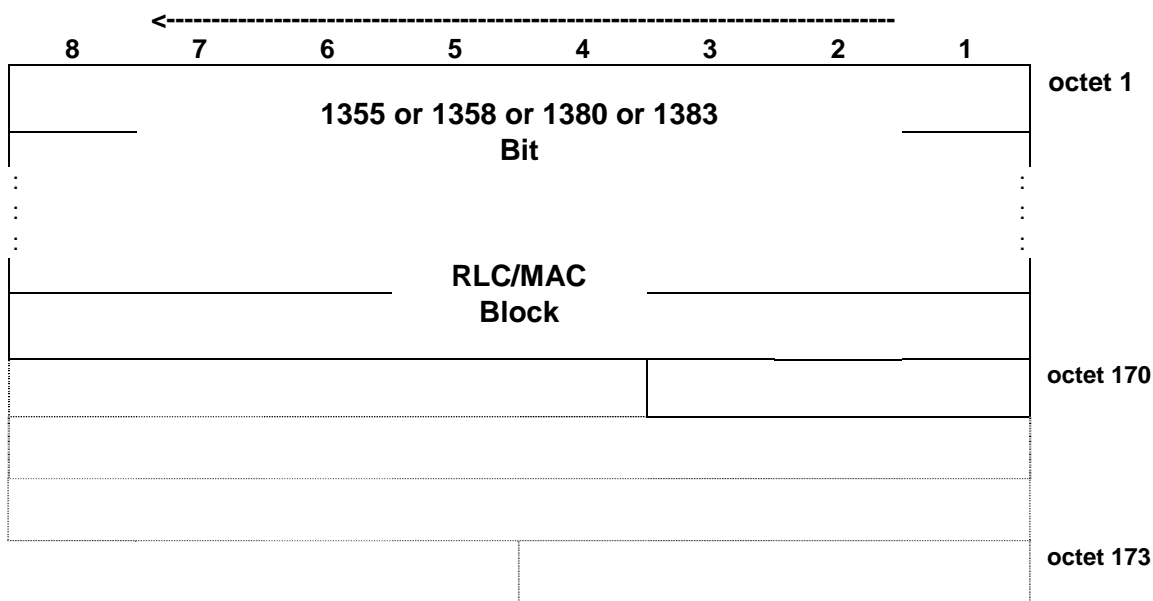 <---------------------------------------------------------------------------------
8 7 6 5 4 3 2 1
octet 1
1355 or 1358 or 1380 or 1383
Bit
: :
: :
: :
RLC/MAC
Block
octet 170
octet 173